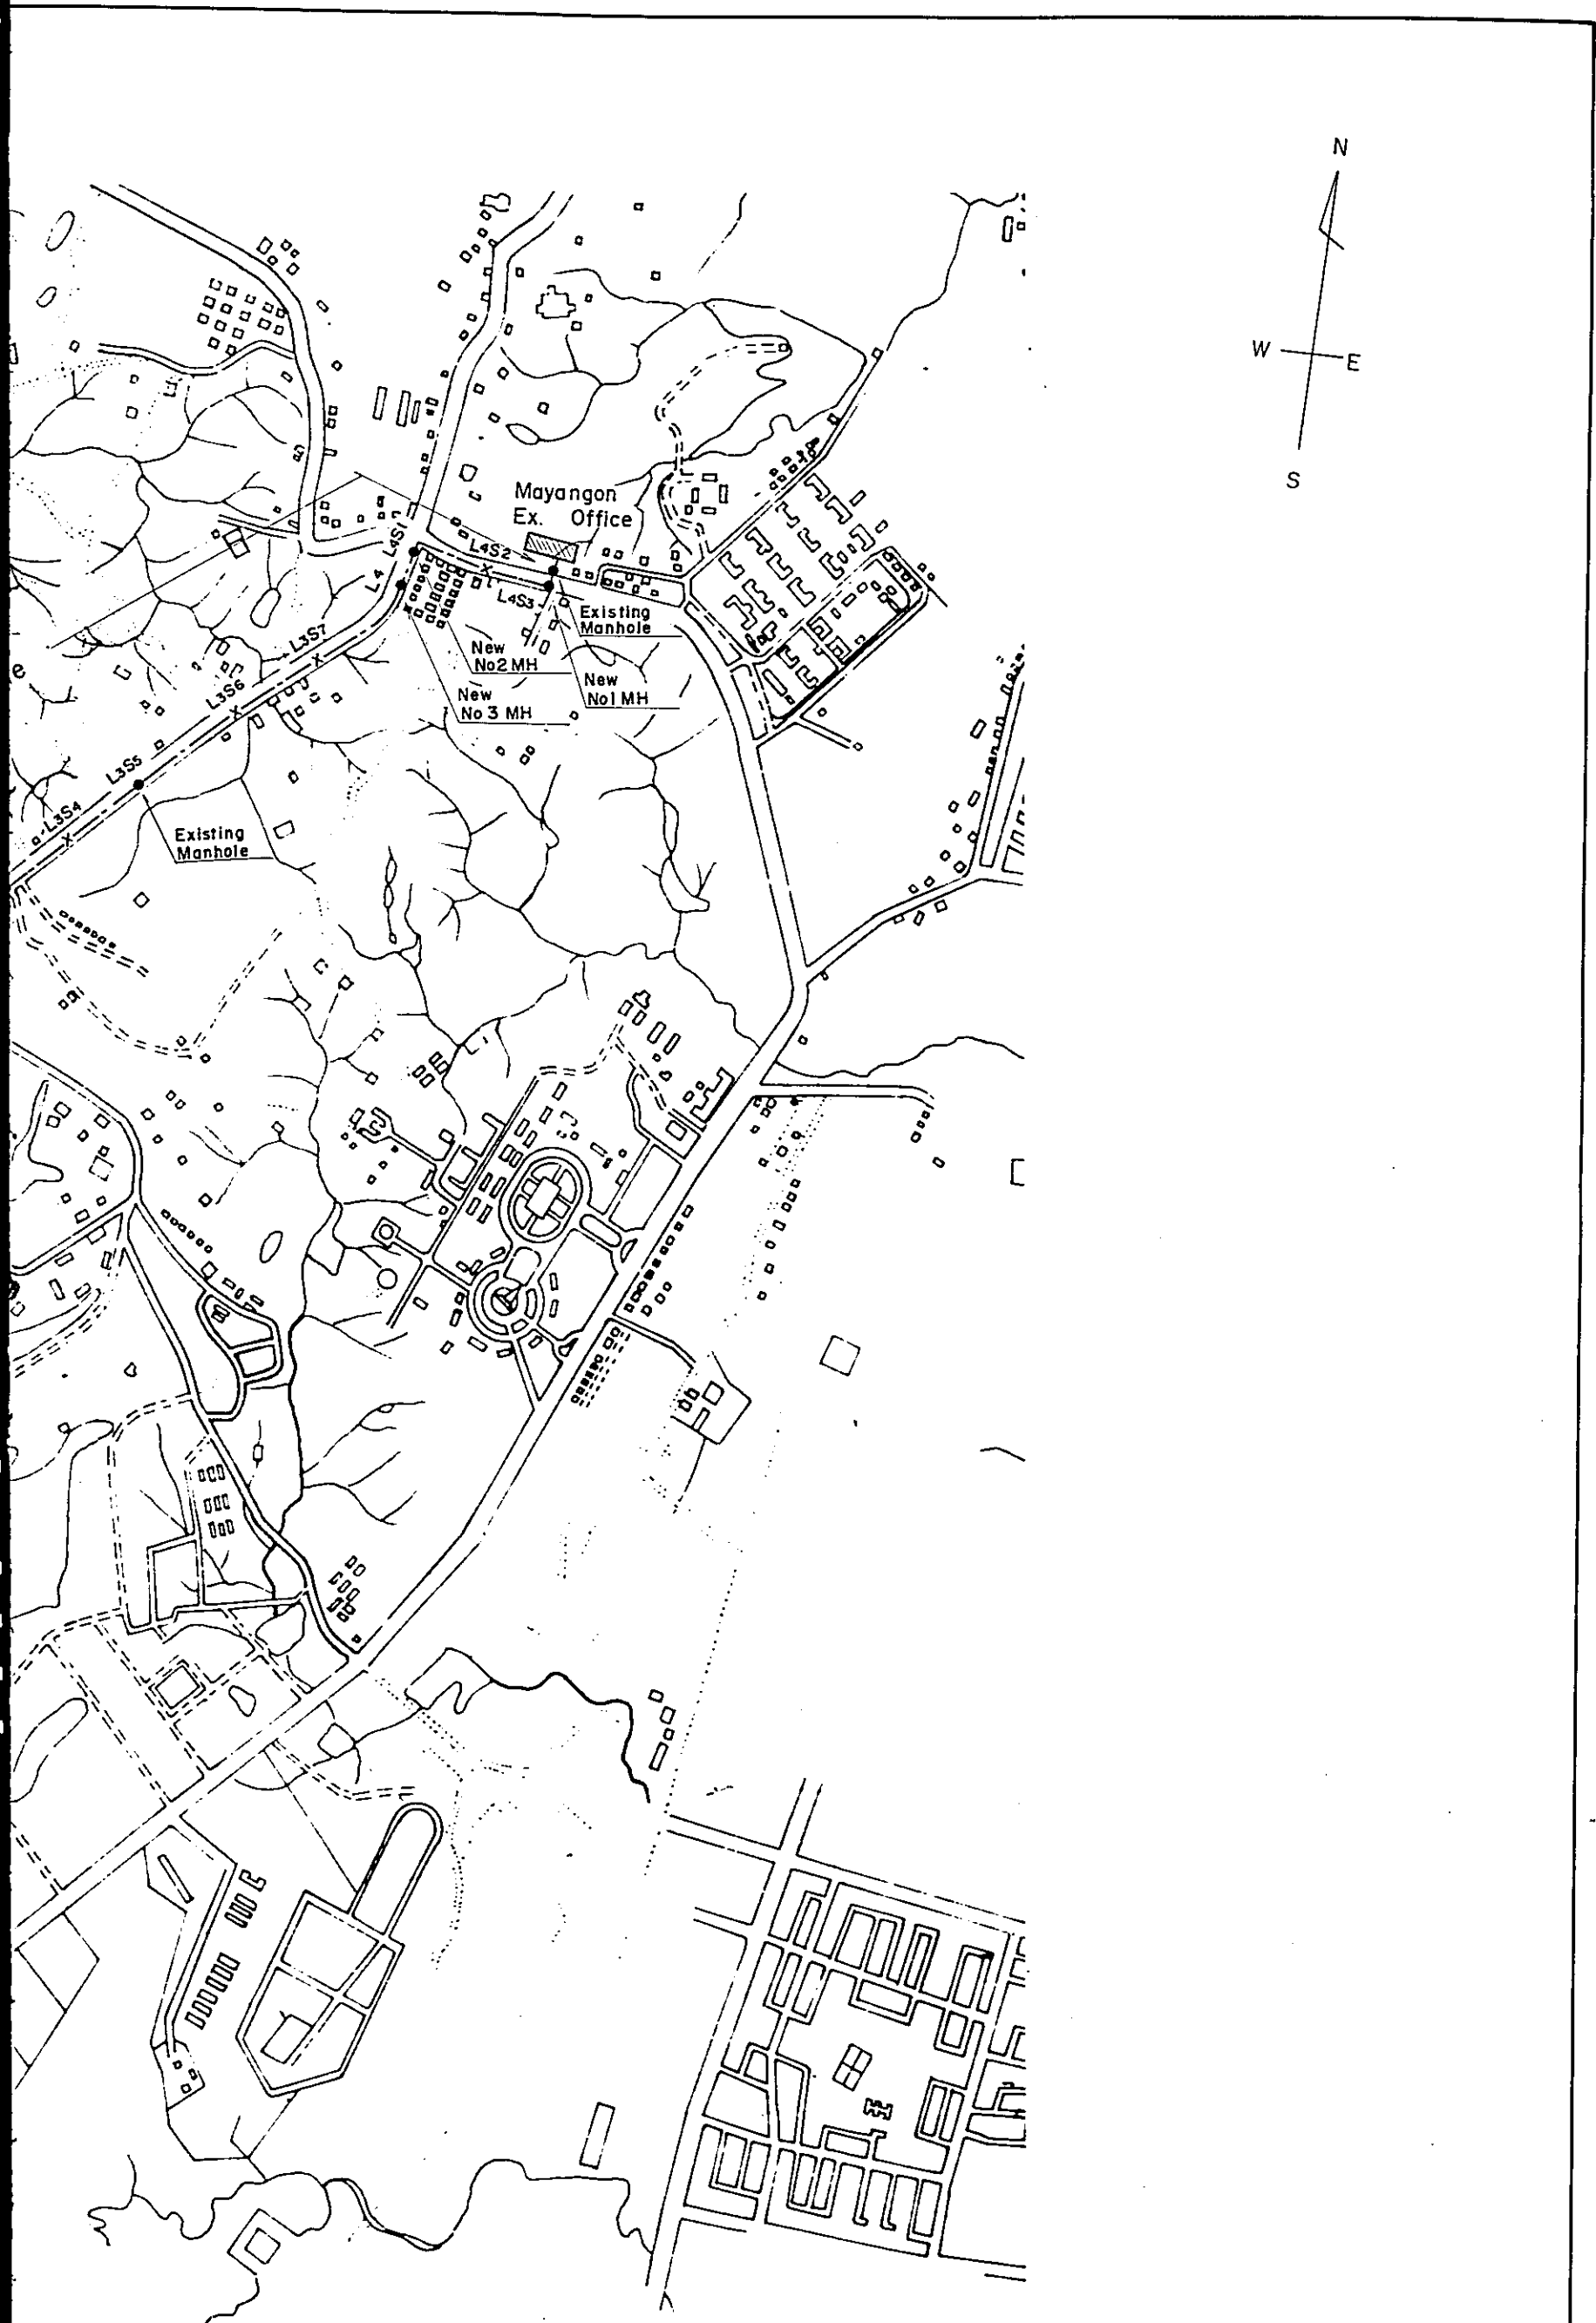 N
W
E
S
Mayangon
Ex. Office
L4S1
L4S2
L4
L4S3
Existing
Manhole
L3S7
New
No2 MH
New
No1 MH
L3S6
New
No 3 MH
L3S5
L3S4
Existing
Manhole
e